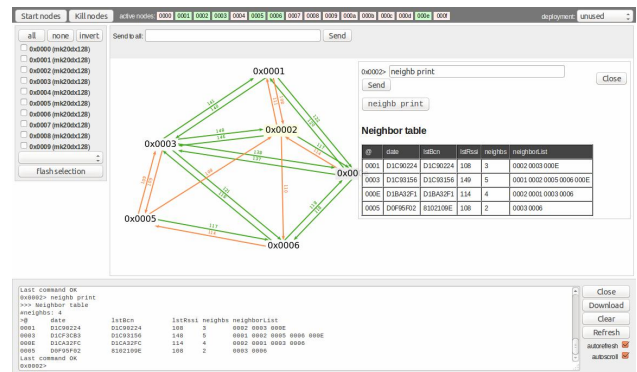 Start nodes Kill nodes active nodes: 0000 0001 0002 0003 0004 0005 0006 0007 0008 0009 000a 000b 000c 000d 000e 000f deployment: unused
all none invert
0x0000 (mk20dx128)
0x0001 (mk20dx128)
0x0002 (mk20dx128)
0x0003 (mk20dx128)
0x0004 (mk20dx128)
0x0005 (mk20dx128)
0x0006 (mk20dx128)
0x0007 (mk20dx128)
0x0008 (mk20dx128)
0x0009 (mk20dx128)
flash selection
Send to all: Send
0x0001
0x0002
0x0003
0x00
0x0005
0x0006
117
0x0002> neighb print
Send
Close
neighb print
Neighbor table
@ date lstBcn lstRssi neighbs neighborList
0001 D1C90224 D1C90224 108 3 0002 0003 000E
0003 D1C93156 D1C93156 149 5 0001 0002 0005 0006 000E
000E D1BA32F1 D1BA32F1 114 4 0002 0001 0003 0006
0005 D0F95F02 8102109E 108 2 0003 0006
Last command OK
0x0002> neighb print
>>> Neighbor table
#neighbs: 4
>@ date lstBcn lstRssi neighbs neighborList
0001 D1C90224 D1C90224 108 3 0002 0003 000E
0003 D1CF3CB3 D1C93156 148 5 0001 0002 0005 0006 000E
000E D1CA32FC D1CA32FC 114 4 0002 0001 0003 0006
0005 D0F95F02 8102109E 108 2 0003 0006
Last command OK
0x0002>
Close
Download
Clear
Refresh
autorefresh
autoscroll